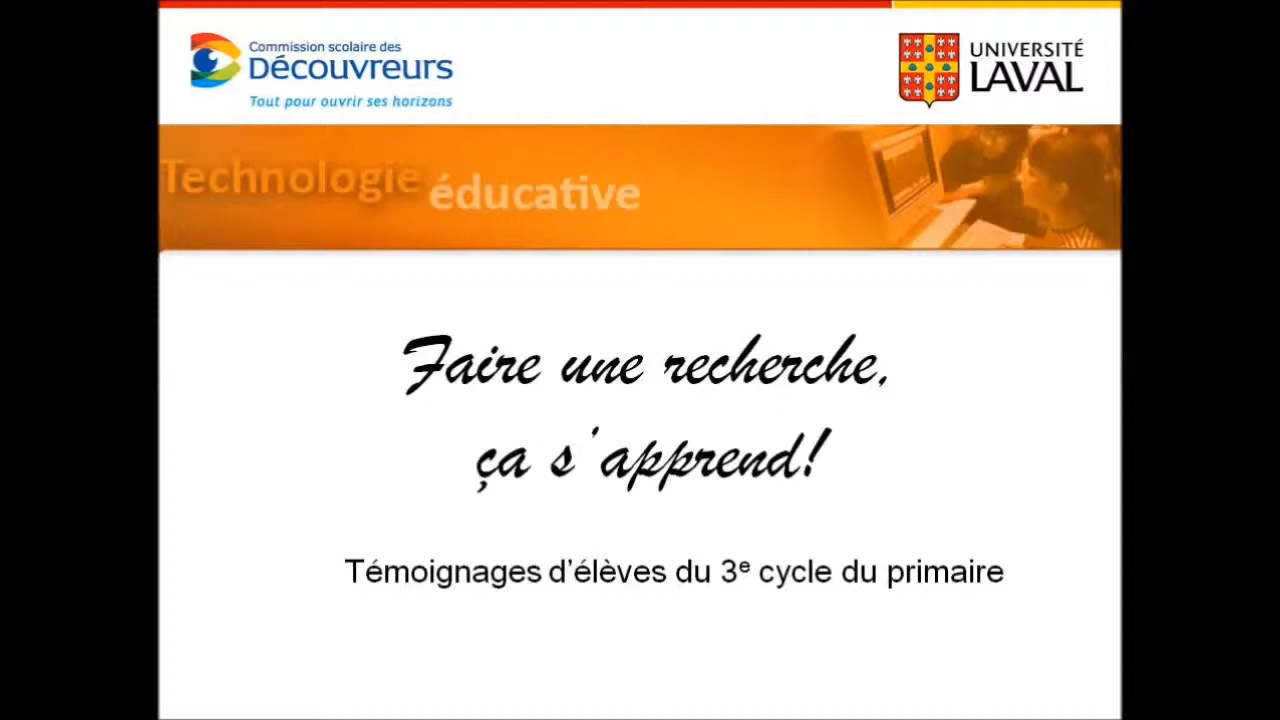 Commission scolaire des
Découvreurs
Tout pour ouvrir ses horizons
UNIVERSITÉ
LAVAL
Technologie éducative
Faire une recherche,
ça s'apprend!
Témoignages d'élèves du 3e cycle du primaire